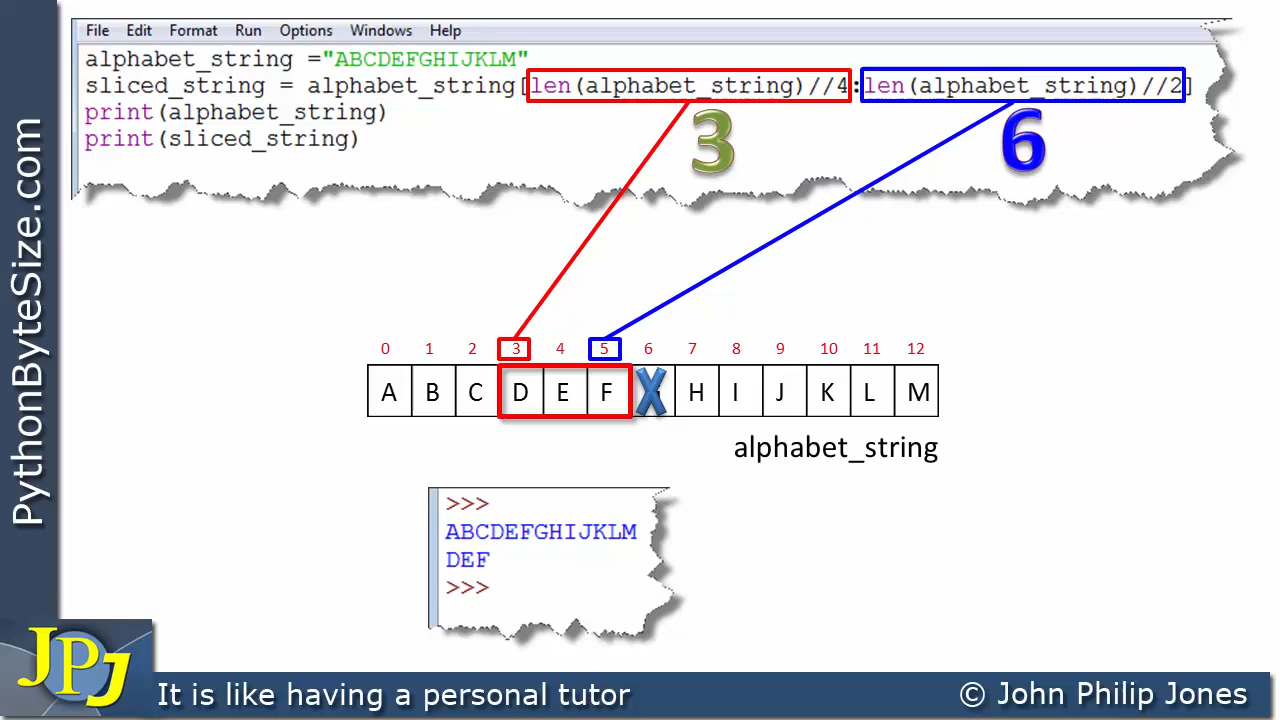 File Edit Format Run Options Windows Help
alphabet_string ="ABCDEFGHIJKLM"
sliced_string = alphabet_string[len(alphabet_string)//4:len(alphabet_string)//2]
print(alphabet_string)
print(sliced_string)
3 6
PythonByteSize.com
0 1 2 3 4 5 6 7 8 9 10 11 12
A B C D E F H I J K L M
alphabet_string
>>>
ABCDEFGHIJKLM
DEF
>>>
JPJ
It is like having a personal tutor
© John Philip Jones